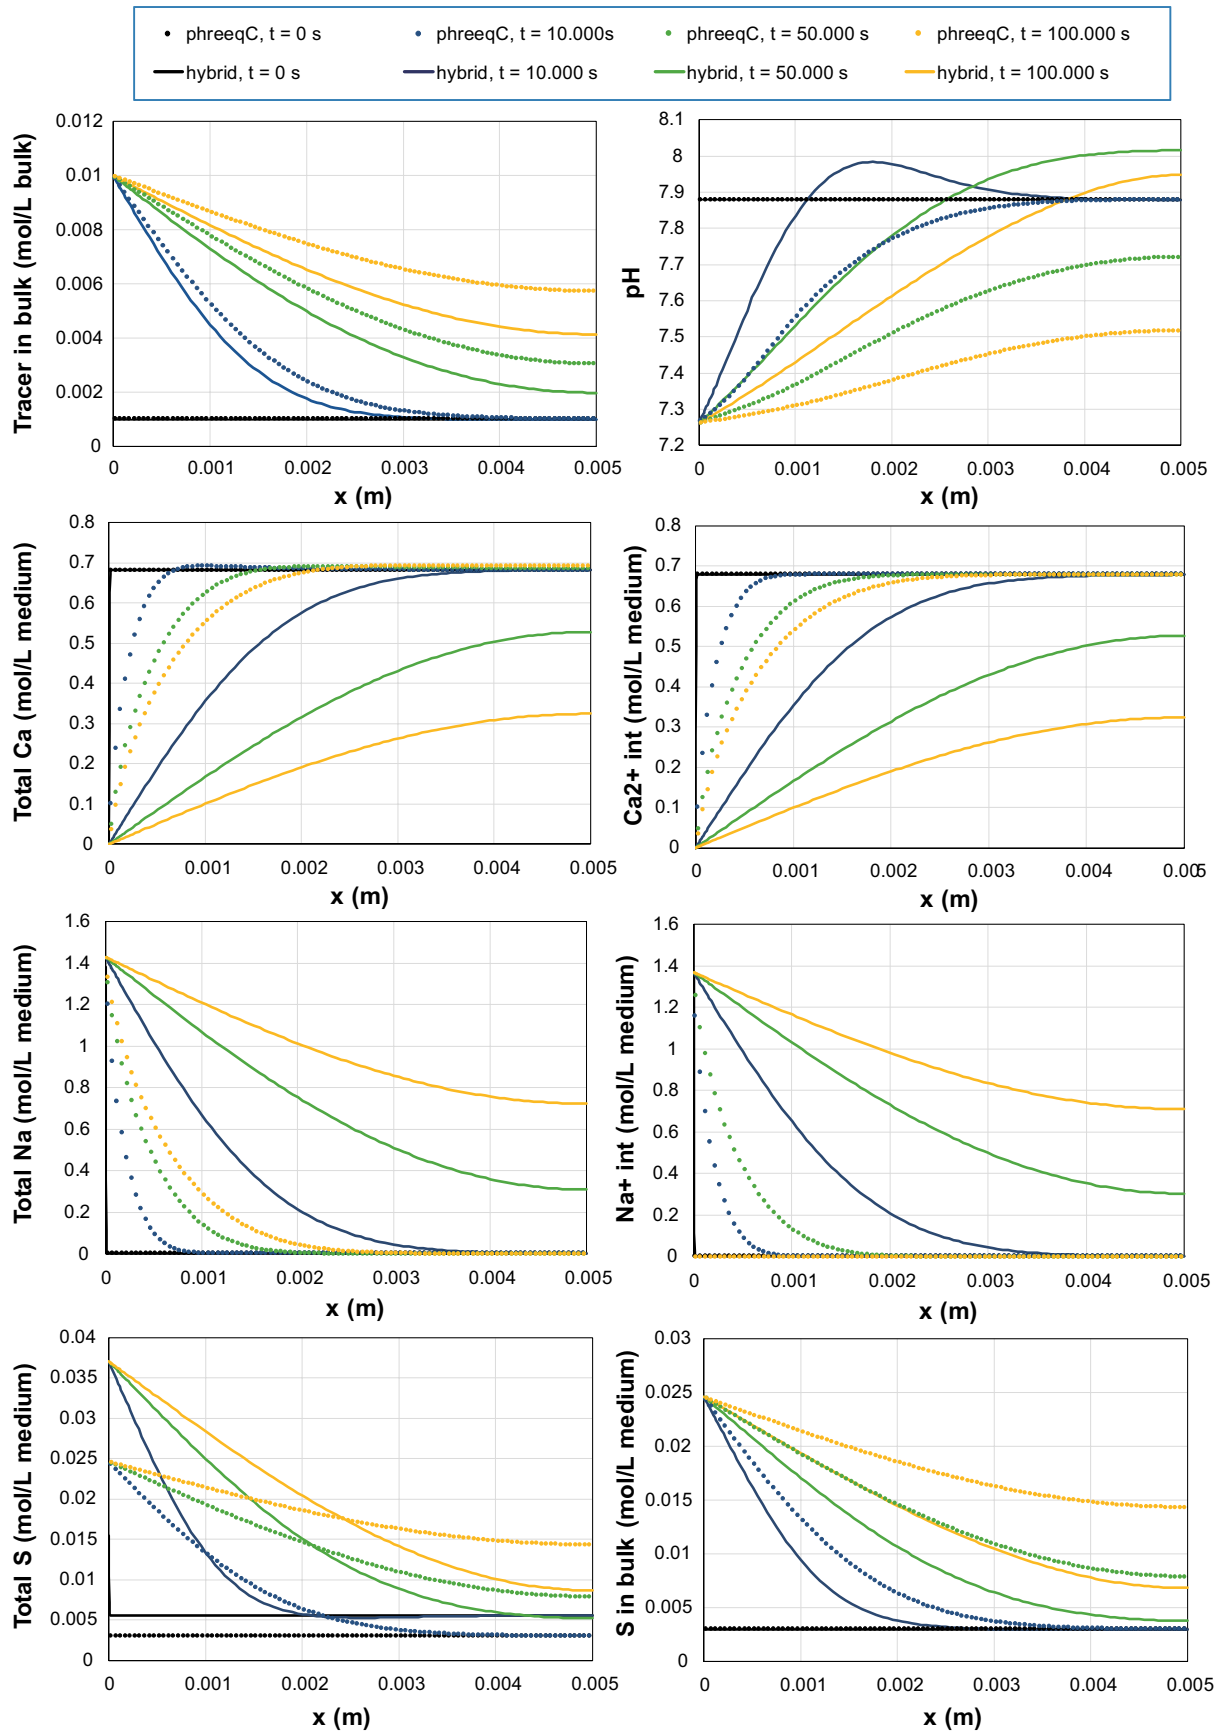 phreeqC, t = 0 s phreeqC, t = 10.000s phreeqC, t = 50.000 s phreeqC, t = 100.000 s
hybrid, t = 0 s hybrid, t = 10.000 s hybrid, t = 50.000 s hybrid, t = 100.000 s
Tracer in bulk (mol/L bulk)
0.012
0.01
0.008
0.006
0.004
0.002
0
0 0.001 0.002 0.003 0.004 0.005
x (m)
pH
8.1
8
7.9
7.8
7.7
7.6
7.5
7.4
7.3
7.2
0 0.001 0.002 0.003 0.004 0.005
x (m)
Total Ca (mol/L medium)
0.8
0.7
0.6
0.5
0.4
0.3
0.2
0.1
0
0 0.001 0.002 0.003 0.004 0.005
x (m)
Ca2+ int (mol/L medium)
0.8
0.7
0.6
0.5
0.4
0.3
0.2
0.1
0
0 0.001 0.002 0.003 0.004 0.005
x (m)
Total Na (mol/L medium)
1.6
1.4
1.2
1
0.8
0.6
0.4
0.2
0
0 0.001 0.002 0.003 0.004 0.005
x (m)
Na+ int (mol/L medium)
1.6
1.4
1.2
1
0.8
0.6
0.4
0.2
0
0 0.001 0.002 0.003 0.004 0.005
x (m)
Total S (mol/L medium)
0.04
0.035
0.03
0.025
0.02
0.015
0.01
0.005
0
0 0.001 0.002 0.003 0.004 0.005
x (m)
S in bulk (mol/L medium)
0.03
0.025
0.02
0.015
0.01
0.005
0
0 0.001 0.002 0.003 0.004 0.005
x (m)